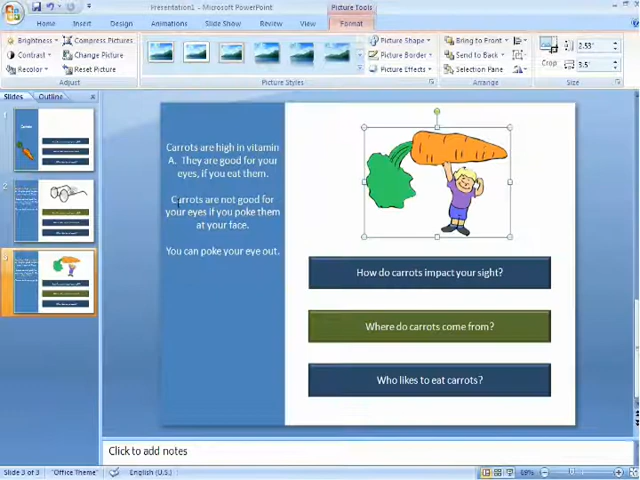 Presentation1 - Microsoft PowerPoint
Picture Tools
Home
Insert
Design
Animations
Slide Show
Review
View
Format
Brightness
Contrast
Recolor
Compress Pictures
Change Picture
Reset Picture
Adjust
Picture Styles
Picture Shape
Picture Border
Picture Effects
Bring to Front
Send to Back
Selection Pane
Arrange
Crop
2.53"
3.5"
Size
Slides
Outline
1
2
3
Carrots are high in vitamin
A. They are good for your
eyes, if you eat them.
Carrots are not good for
your eyes if you poke them
at your face.
You can poke your eye out.
How do carrots impact your sight?
Where do carrots come from?
Who likes to eat carrots?
Click to add notes
Slide 3 of 3
"Office Theme"
English (U.S.)
69%